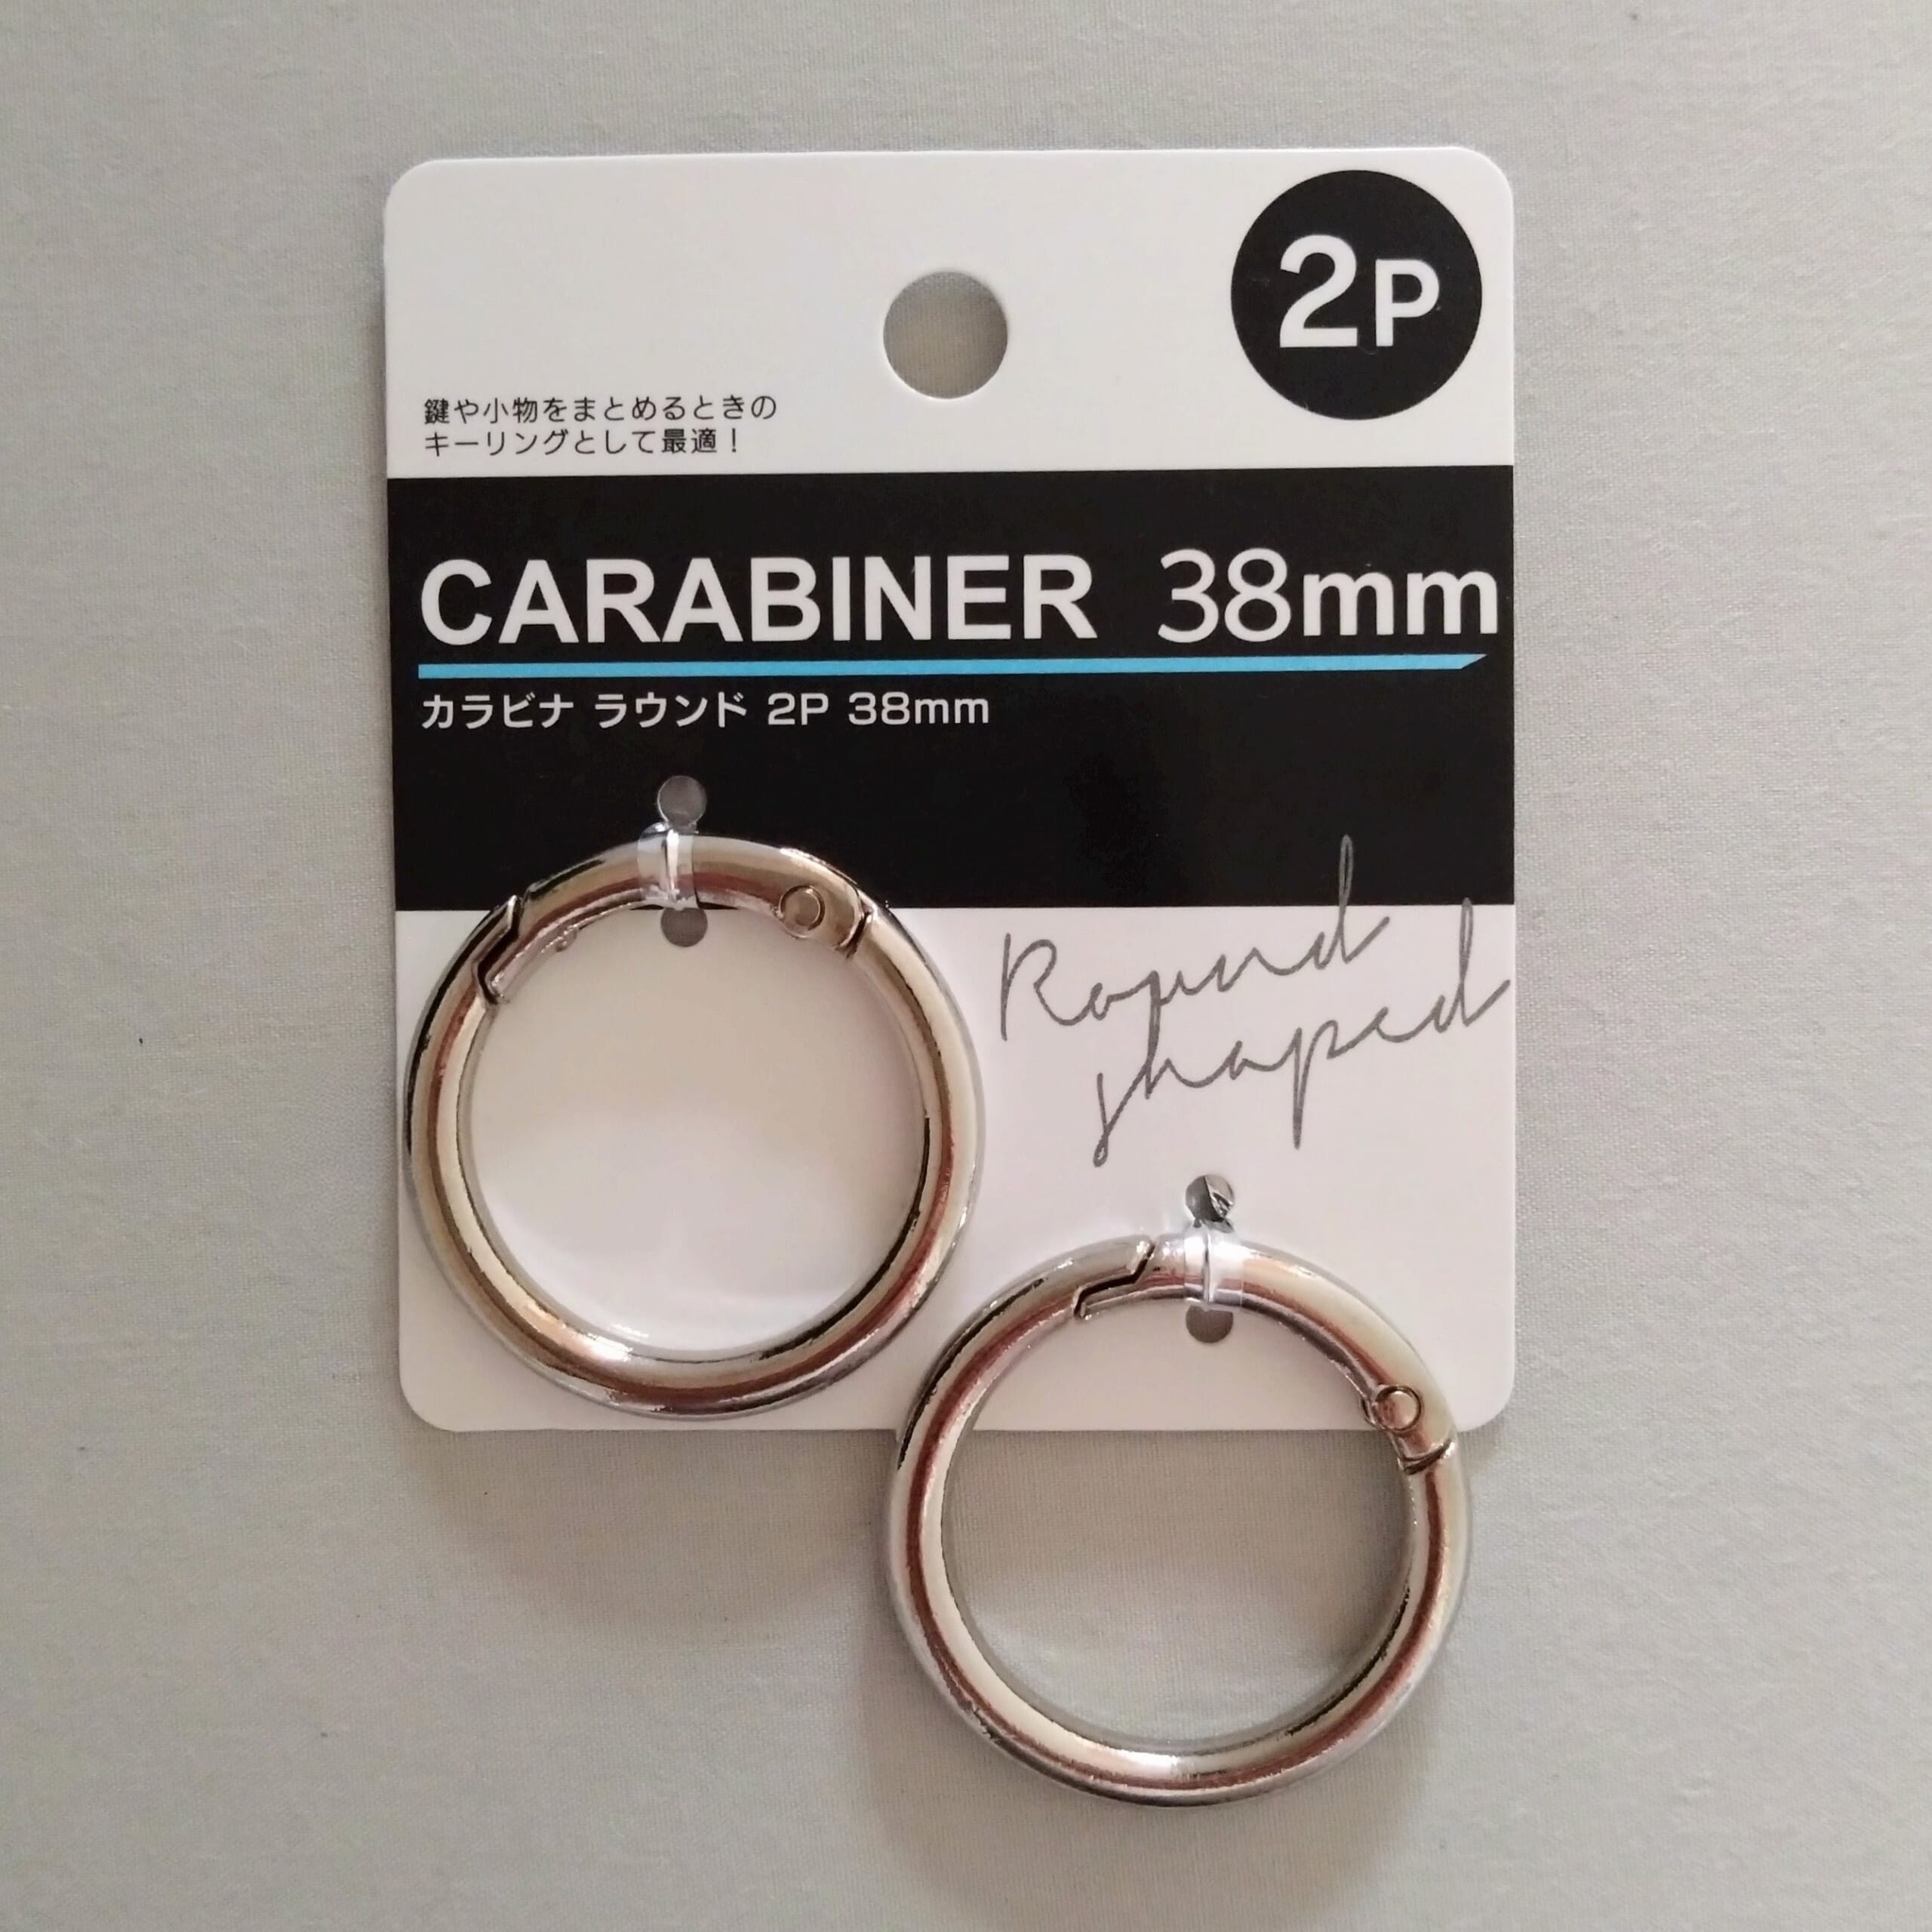 2P
鍵や小物をまとめるときの
キーリングとして最適！
CARABINER 38mm
カラビナ ラウンド 2P 38mm
Round
shaped